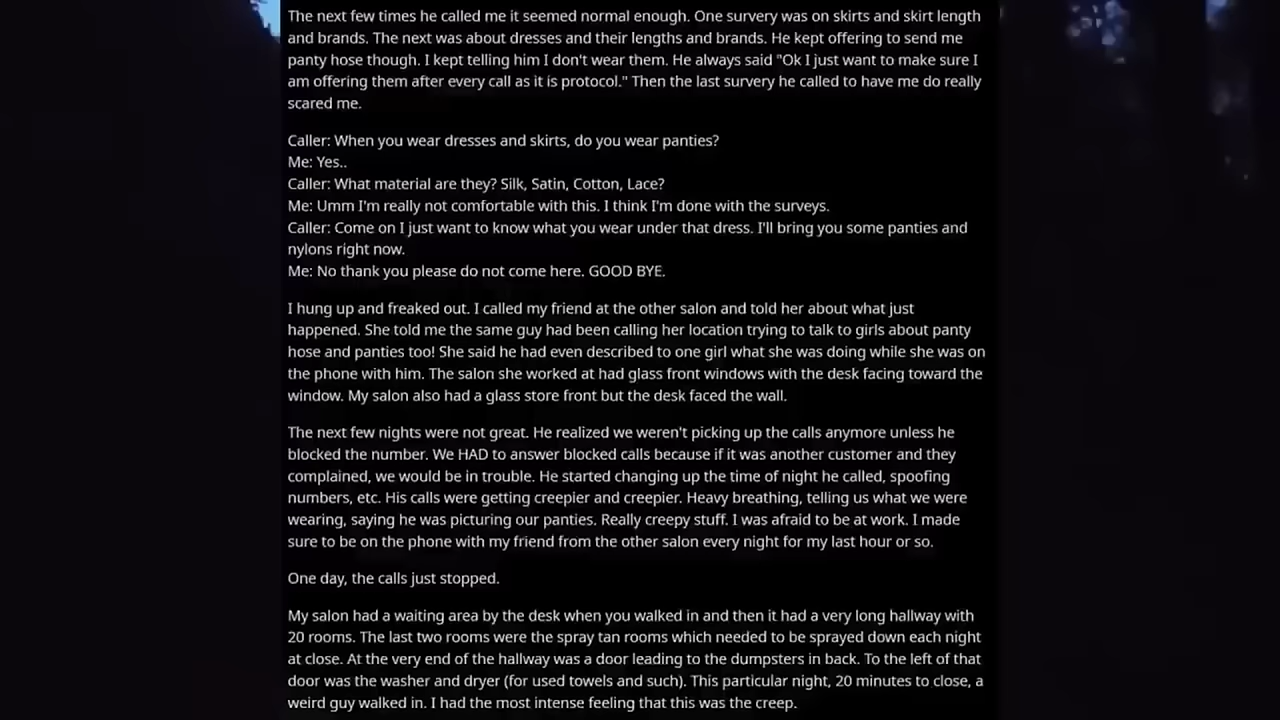 The next few times he called me it seemed normal enough. One survery was on skirts and skirt length
and brands. The next was about dresses and their lengths and brands. He kept offering to send me
panty hose though. I kept telling him I don't wear them. He always said "Ok I just want to make sure I
am offering them after every call as it is protocol." Then the last survery he called to have me do really
scared me.
Caller: When you wear dresses and skirts, do you wear panties?
Me: Yes..
Caller: What material are they? Silk, Satin, Cotton, Lace?
Me: Umm I'm really not comfortable with this. I think I'm done with the surveys.
Caller: Come on I just want to know what you wear under that dress. I'll bring you some panties and
nylons right now.
Me: No thank you please do not come here. GOOD BYE.
I hung up and freaked out. I called my friend at the other salon and told her about what just
happened. She told me the same guy had been calling her location trying to talk to girls about panty
hose and panties too! She said he had even described to one girl what she was doing while she was on
the phone with him. The salon she worked at had glass front windows with the desk facing toward the
window. My salon also had a glass store front but the desk faced the wall.
The next few nights were not great. He realized we weren't picking up the calls anymore unless he
blocked the number. We HAD to answer blocked calls because if it was another customer and they
complained, we would be in trouble. He started changing up the time of night he called, spoofing
numbers, etc. His calls were getting creepier and creepier. Heavy breathing, telling us what we were
wearing, saying he was picturing our panties. Really creepy stuff. I was afraid to be at work. I made
sure to be on the phone with my friend from the other salon every night for my last hour or so.
One day, the calls just stopped.
My salon had a waiting area by the desk when you walked in and then it had a very long hallway with
20 rooms. The last two rooms were the spray tan rooms which needed to be sprayed down each night
at close. At the very end of the hallway was a door leading to the dumpsters in back. To the left of that
door was the washer and dryer (for used towels and such). This particular night, 20 minutes to close, a
weird guy walked in. I had the most intense feeling that this was the creep.